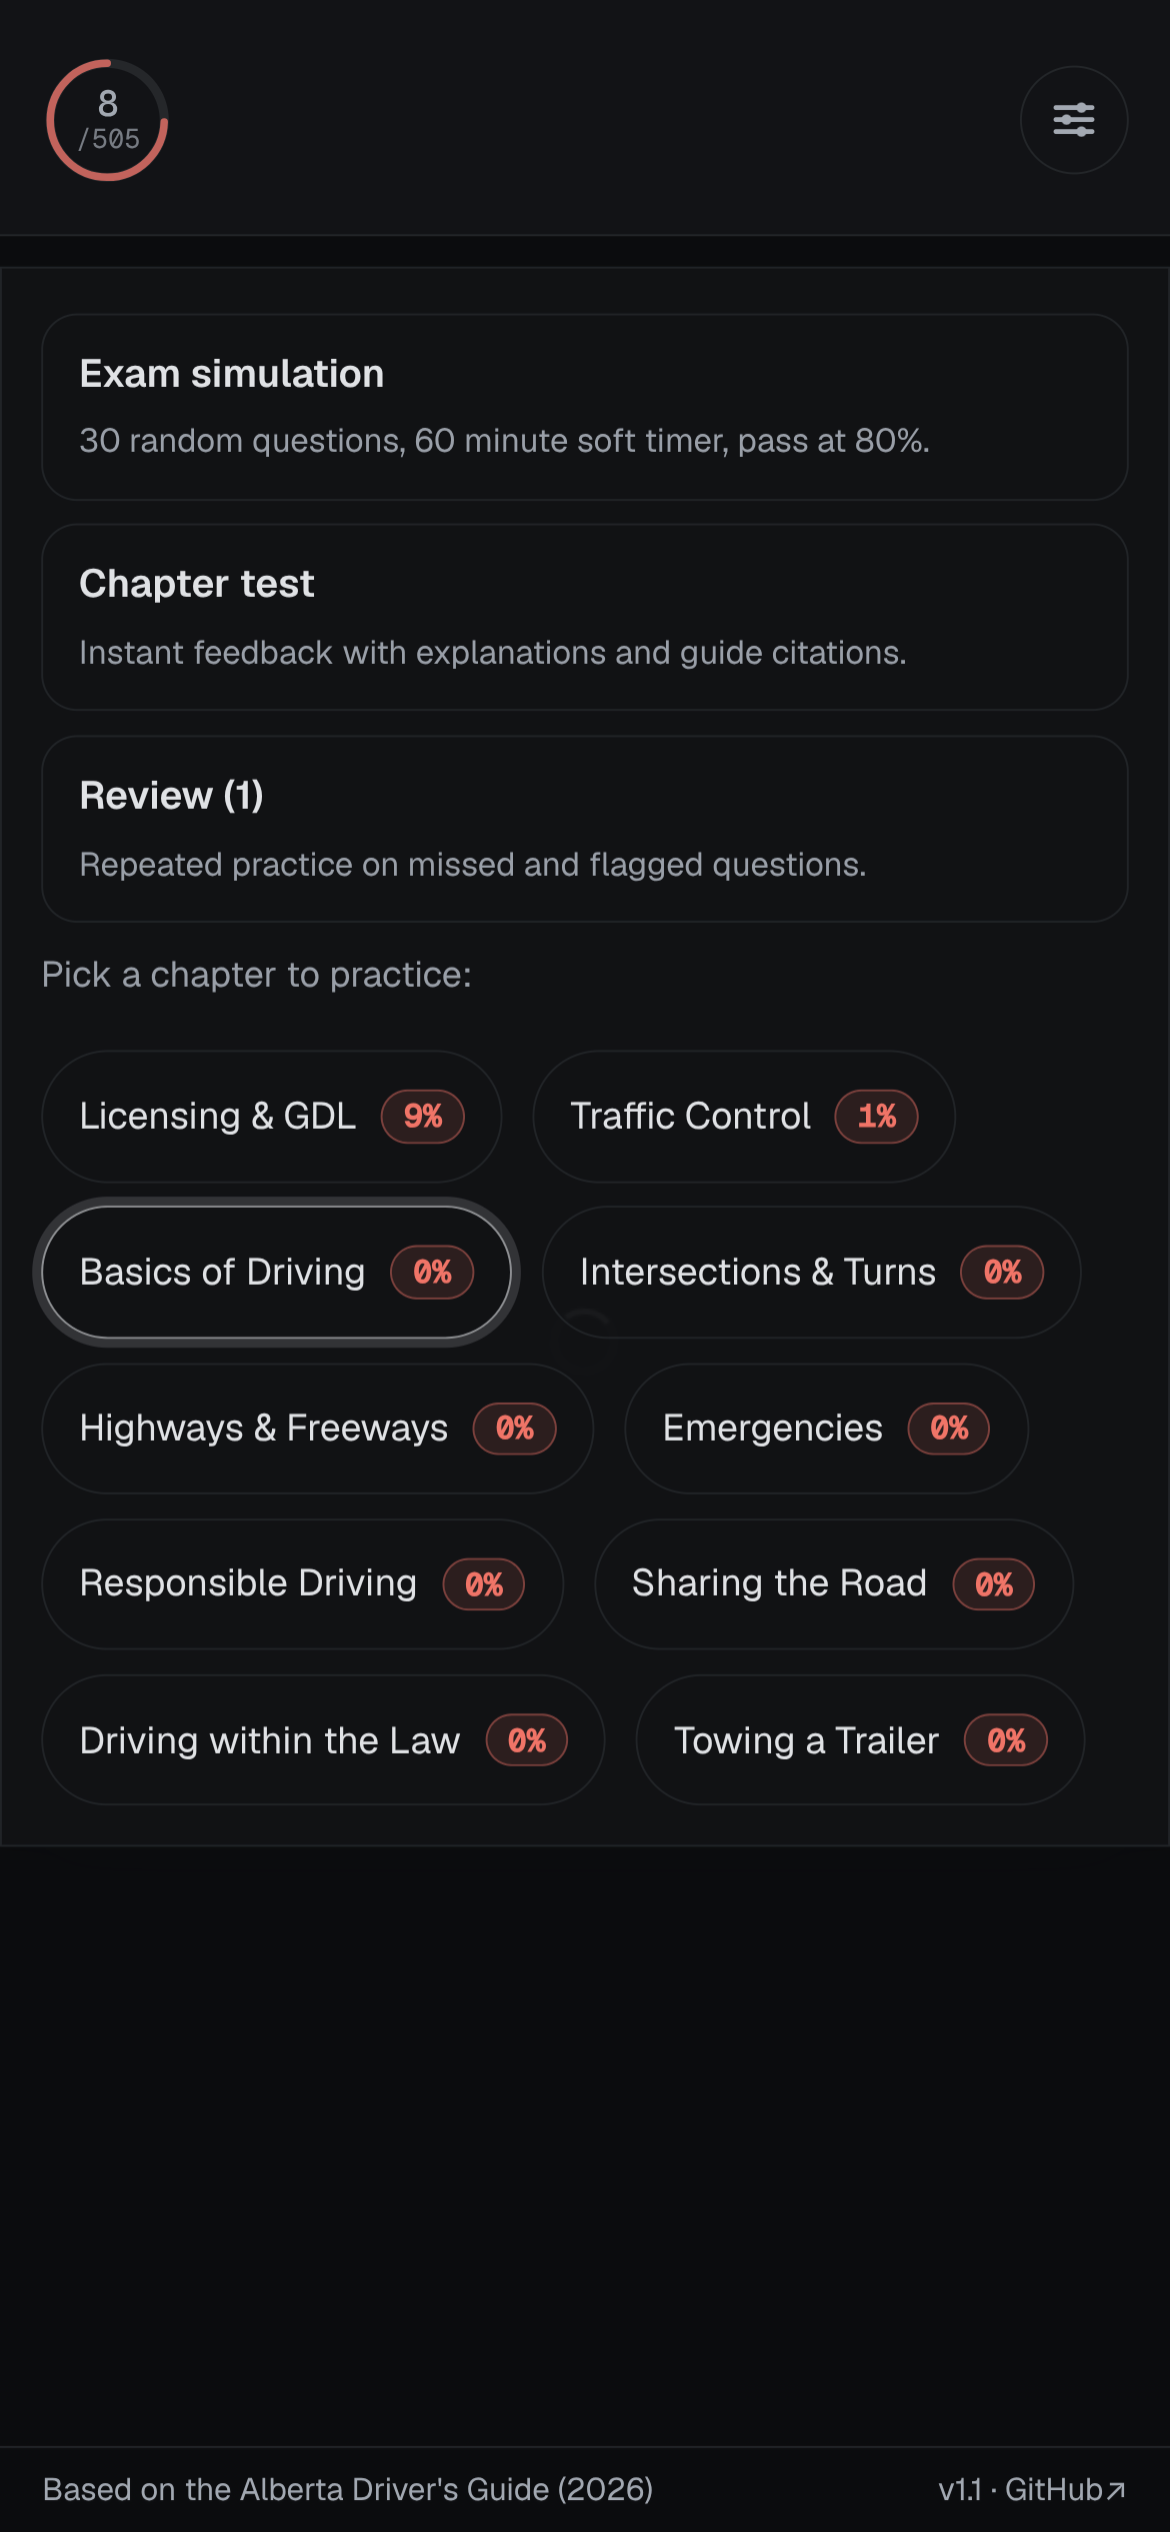 8
/505
Exam simulation
30 random questions, 60 minute soft timer, pass at 80%.
Chapter test
Instant feedback with explanations and guide citations.
Review (1)
Repeated practice on missed and flagged questions.
Pick a chapter to practice:
Licensing & GDL 9% Traffic Control 1%
Basics of Driving 0% Intersections & Turns 0%
Highways & Freeways 0% Emergencies 0%
Responsible Driving 0% Sharing the Road 0%
Driving within the Law 0% Towing a Trailer 0%
Based on the Alberta Driver's Guide (2026) v1.1 · GitHub↗